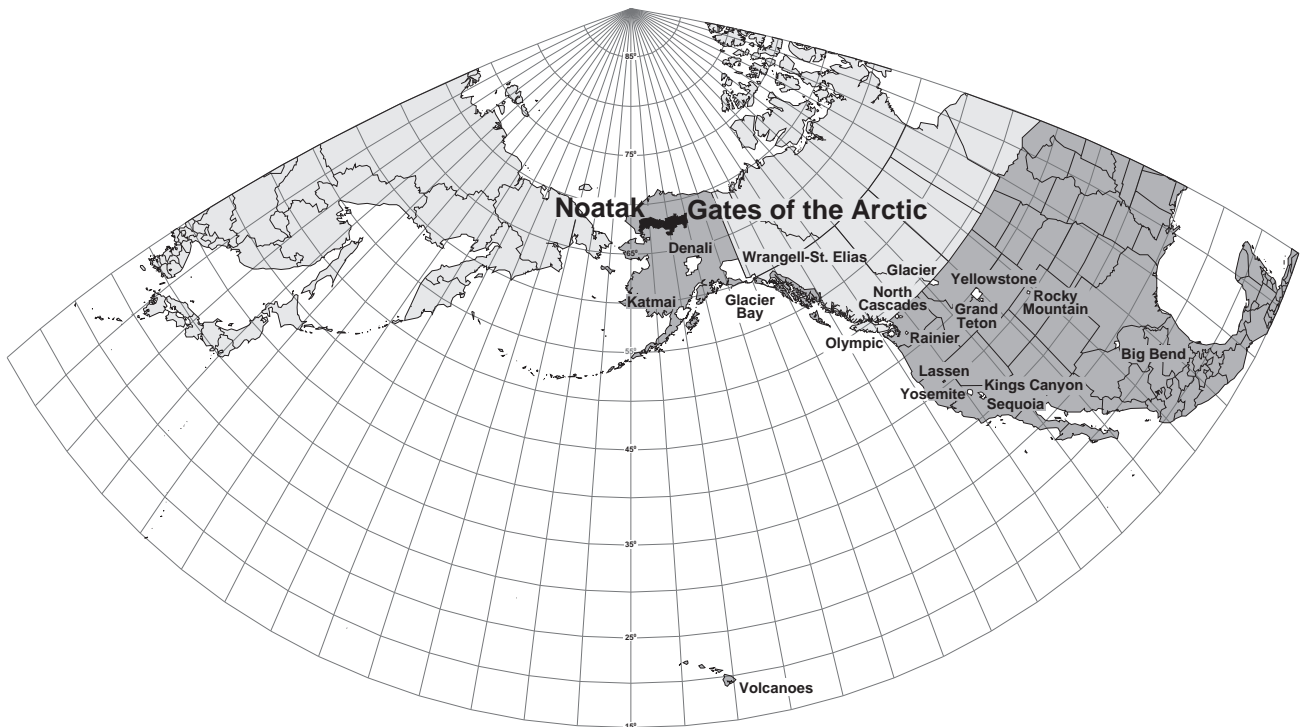 85°
75°
Noatak
Gates of the Arctic
Denali
65°
Wrangell-St. Elias
Glacier
Yellowstone
North
Cascades
Katmai
Glacier
Bay
Rocky
Mountain
Grand
Teton
Rainier
Olympic
55°
Big Bend
Lassen
Kings Canyon
Yosemite
Sequoia
45°
35°
25°
Volcanoes
15°